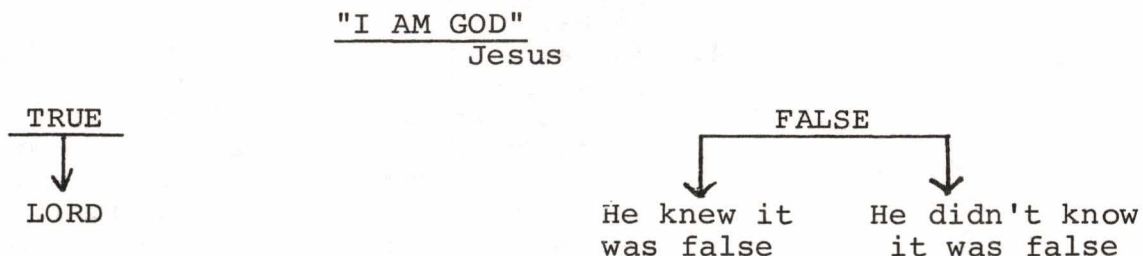 "I AM GOD"
Jesus
TRUE
FALSE
LORD
He knew it
was false
He didn't know
it was false